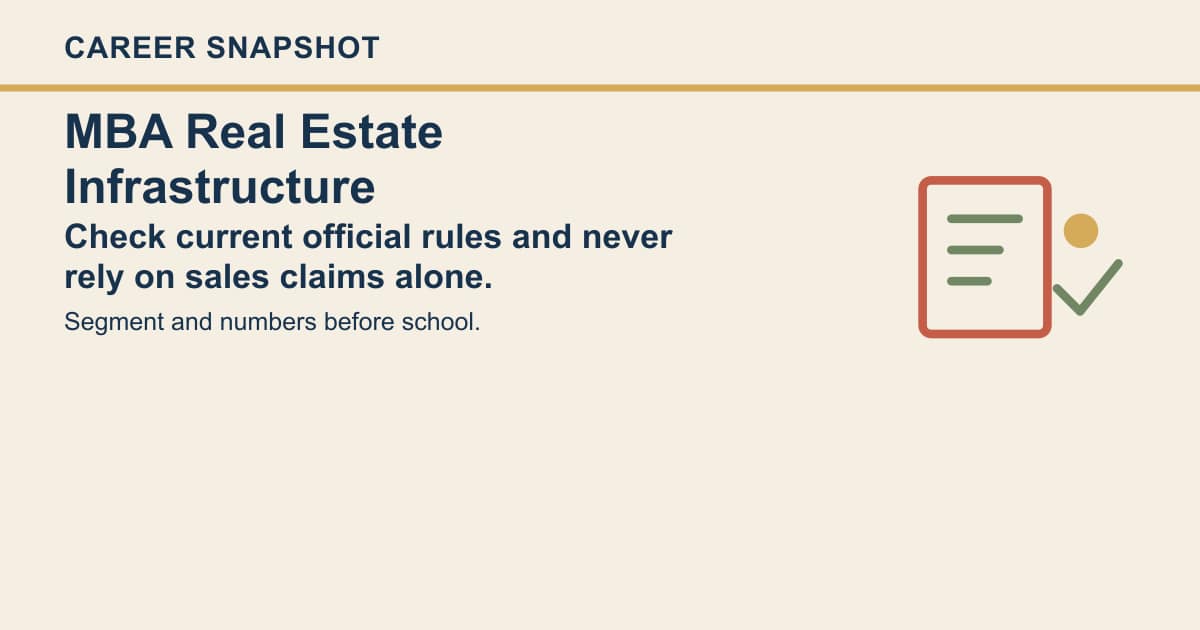 CAREER SNAPSHOT
MBA Real Estate
Infrastructure
Check current official rules and never
rely on sales claims alone.
Segment and numbers before school.